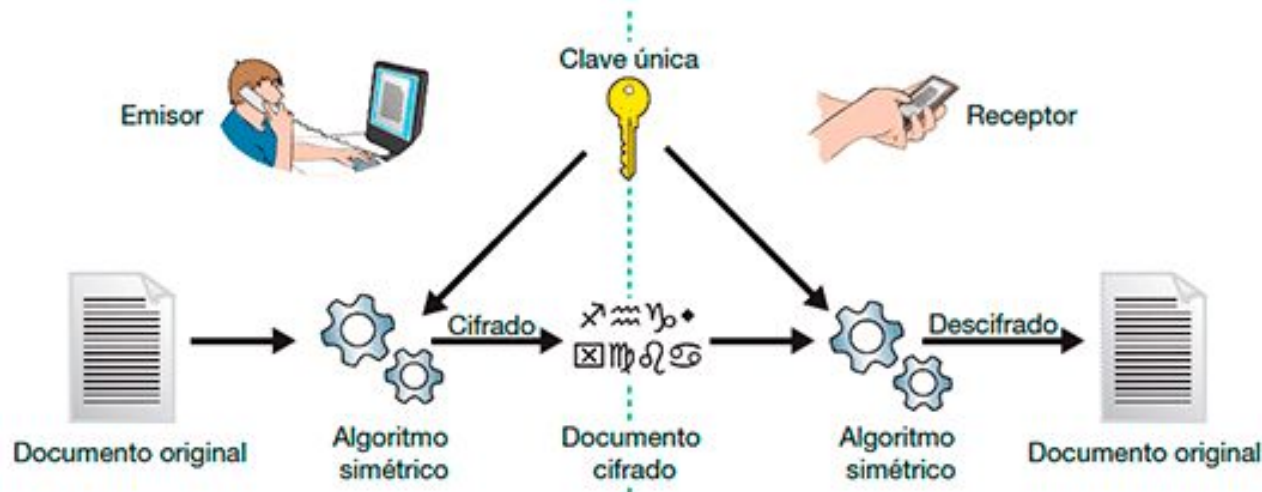 Clave única
Emisor
Receptor
Cifrado
Descifrado
Documento original
Algoritmo
simétrico
Documento
cifrado
Algoritmo
simétrico
Documento original